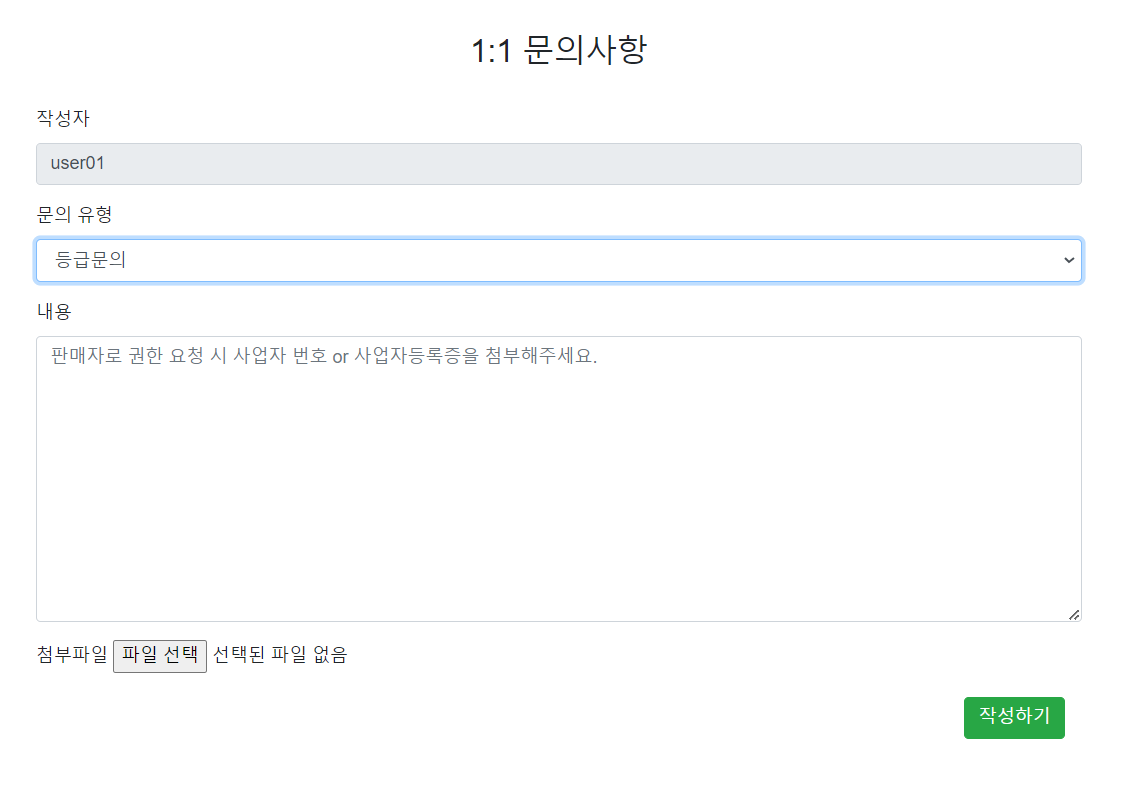 1:1 문의사항
작성자
user01
문의 유형
등급문의
내용
판매자로 권한 요청 시 사업자 번호 or 사업자등록증을 첨부해주세요.
첨부파일 파일 선택 선택된 파일 없음
작성하기